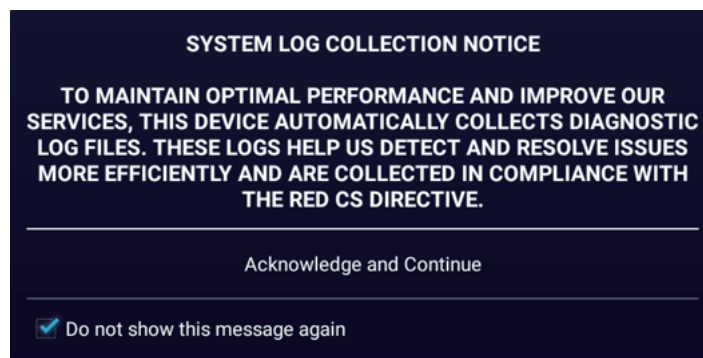 SYSTEM LOG COLLECTION NOTICE
TO MAINTAIN OPTIMAL PERFORMANCE AND IMPROVE OUR
SERVICES, THIS DEVICE AUTOMATICALLY COLLECTS DIAGNOSTIC
LOG FILES. THESE LOGS HELP US DETECT AND RESOLVE ISSUES
MORE EFFICIENTLY AND ARE COLLECTED IN COMPLIANCE WITH
THE RED CS DIRECTIVE.
Acknowledge and Continue
Do not show this message again